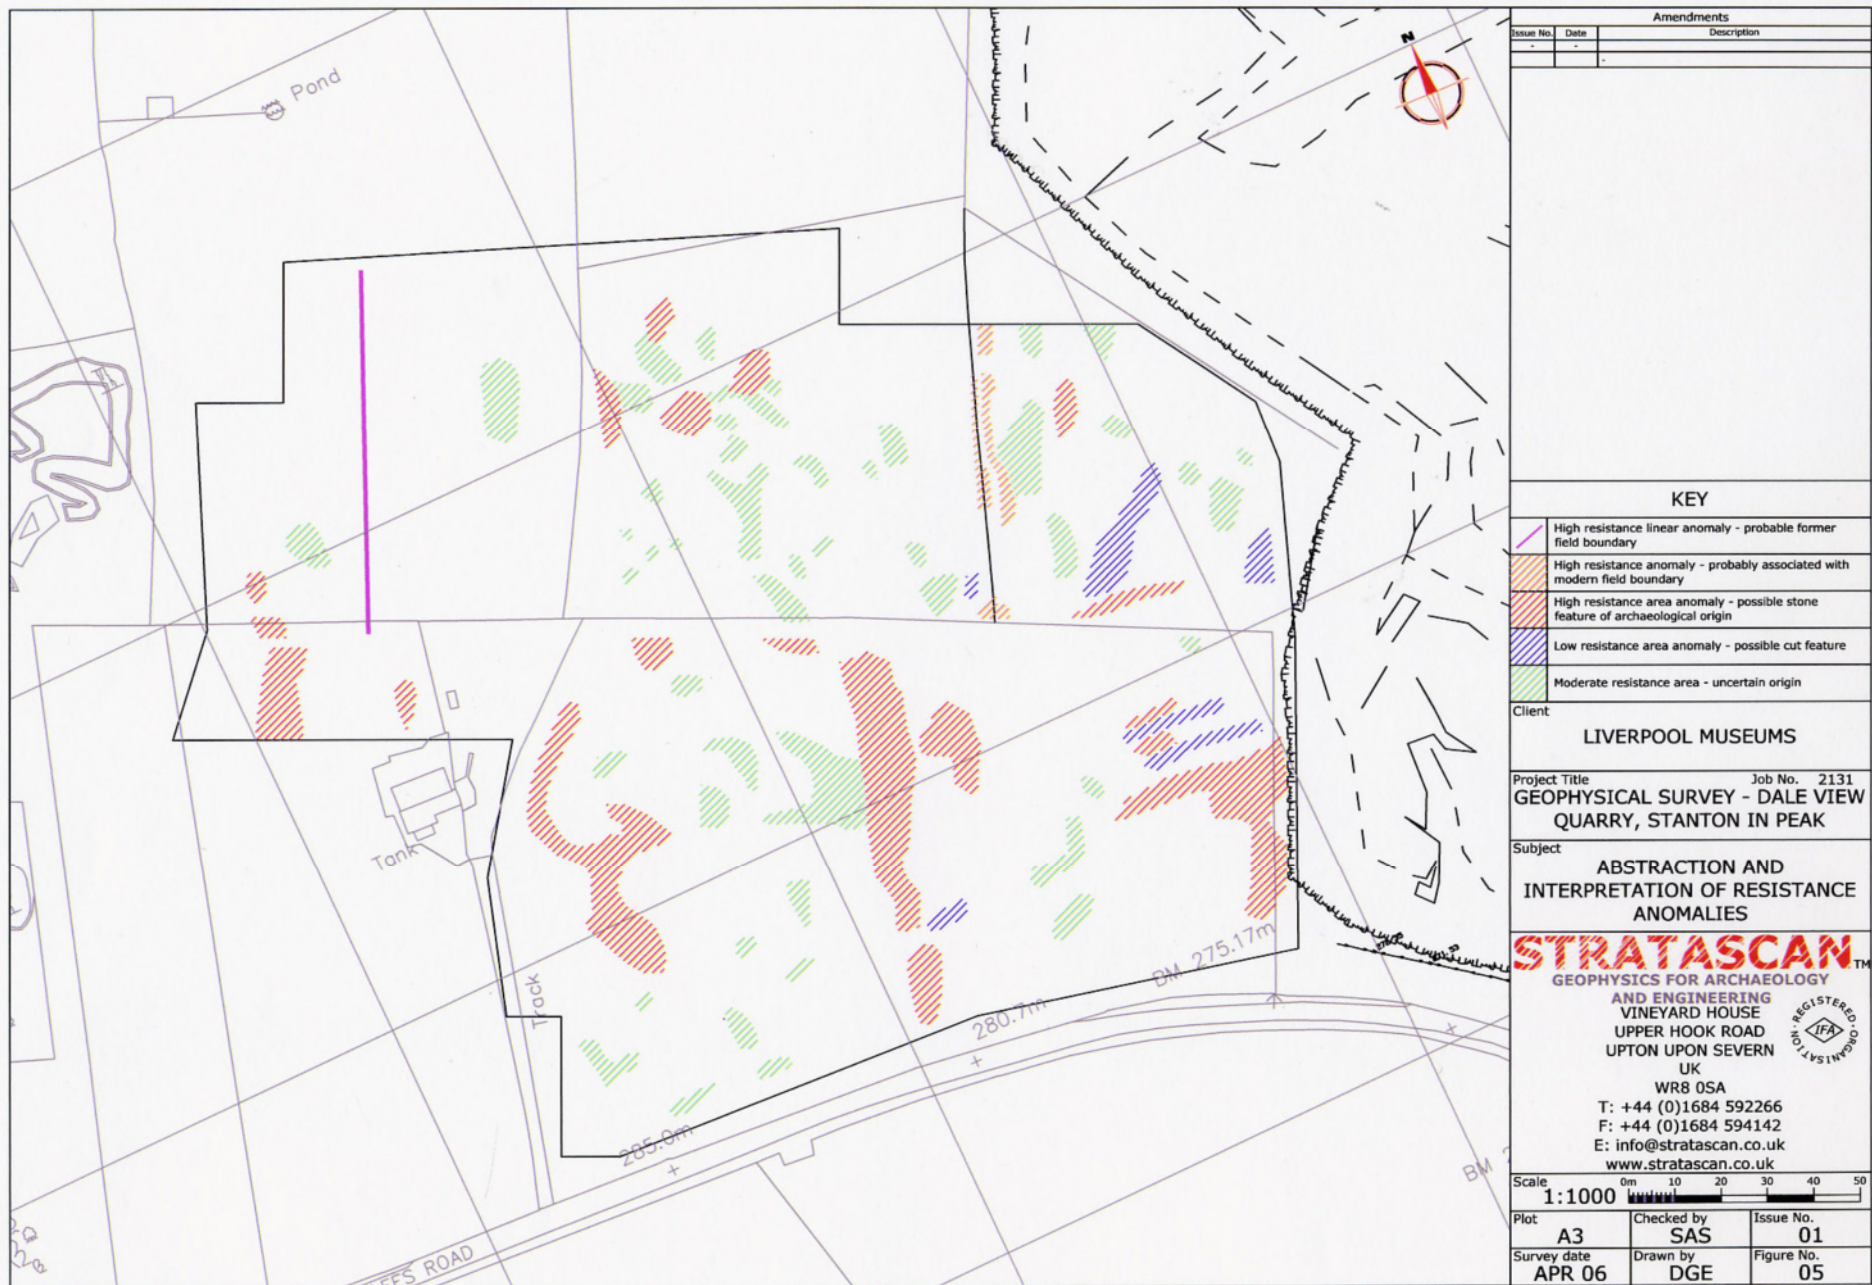 Pond
N
Tank
Track
BM 275.17m
280.7m
285.0m
BM
ROAD
Amendments
Issue No. Date Description
- - -
KEY
High resistance linear anomaly - probable former
field boundary
High resistance anomaly - probably associated with
modern field boundary
High resistance area anomaly - possible stone
feature of archaeological origin
Low resistance area anomaly - possible cut feature
Moderate resistance area - uncertain origin
Client
LIVERPOOL MUSEUMS
Project Title Job No. 2131
GEOPHYSICAL SURVEY - DALE VIEW
QUARRY, STANTON IN PEAK
Subject
ABSTRACTION AND
INTERPRETATION OF RESISTANCE
ANOMALIES
STRATASCAN TM
GEOPHYSICS FOR ARCHAEOLOGY
AND ENGINEERING
VINEYARD HOUSE
UPPER HOOK ROAD
UPTON UPON SEVERN
UK
WR8 0SA
T: +44 (0)1684 592266
F: +44 (0)1684 594142
E: info@stratascan.co.uk
www.stratascan.co.uk
REGISTERED · ORGANISATION ·
IFA
Scale
1:1000
0m 10 20 30 40 50
Plot
A3
Checked by
SAS
Issue No.
01
Survey date
APR 06
Drawn by
DGE
Figure No.
05